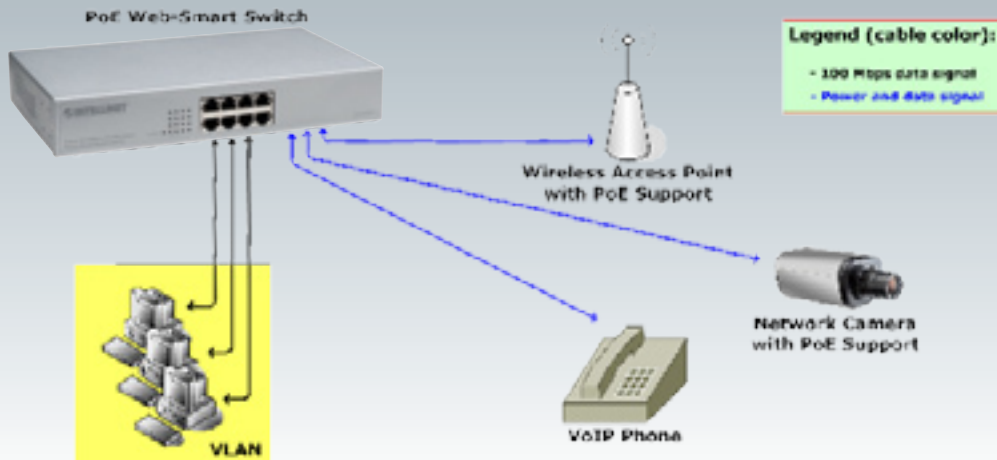 PoE Web-Smart Switch
Legend (cable color):
- 100 Mbps data signal
- Power and data signal
INTELLINET
Wireless Access Point
with PoE Support
Network Camera
with PoE Support
VoIP Phone
VLAN